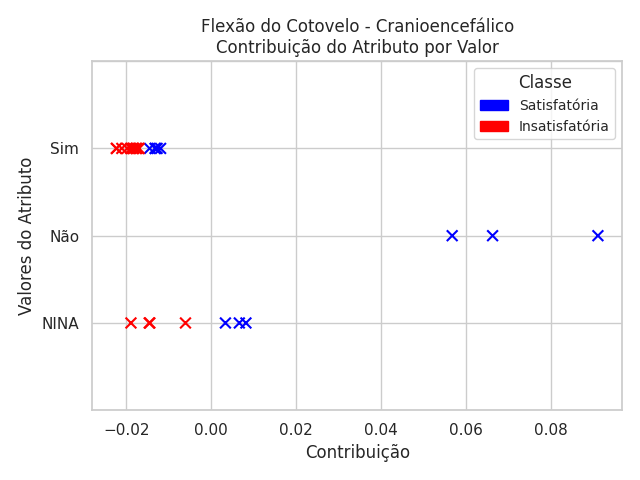 Flexão do Cotovelo - Cranioencefálico
Contribuição do Atributo por Valor
Classe
Satisfatória
Insatisfatória
Valores do Atributo
Sim
Não
NINA
−0.02 0.00 0.02 0.04 0.06 0.08
Contribuição